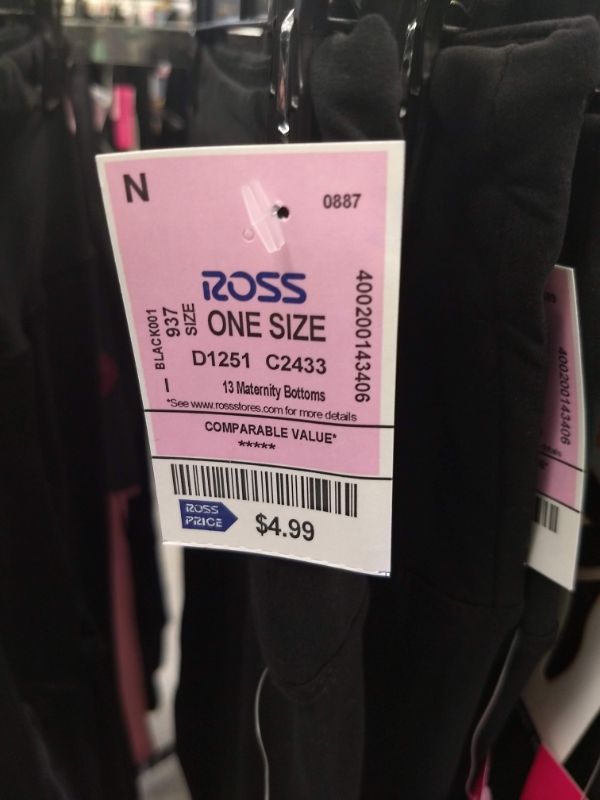 N
0887
ROSS
BLACK001
937
SIZE
ONE SIZE
D1251 C2433
400200143406
I
13 Maternity Bottoms
*See www.rossstores.com for more details
COMPARABLE VALUE*
*****
ROSS
PRICE
$4.99
400200143406